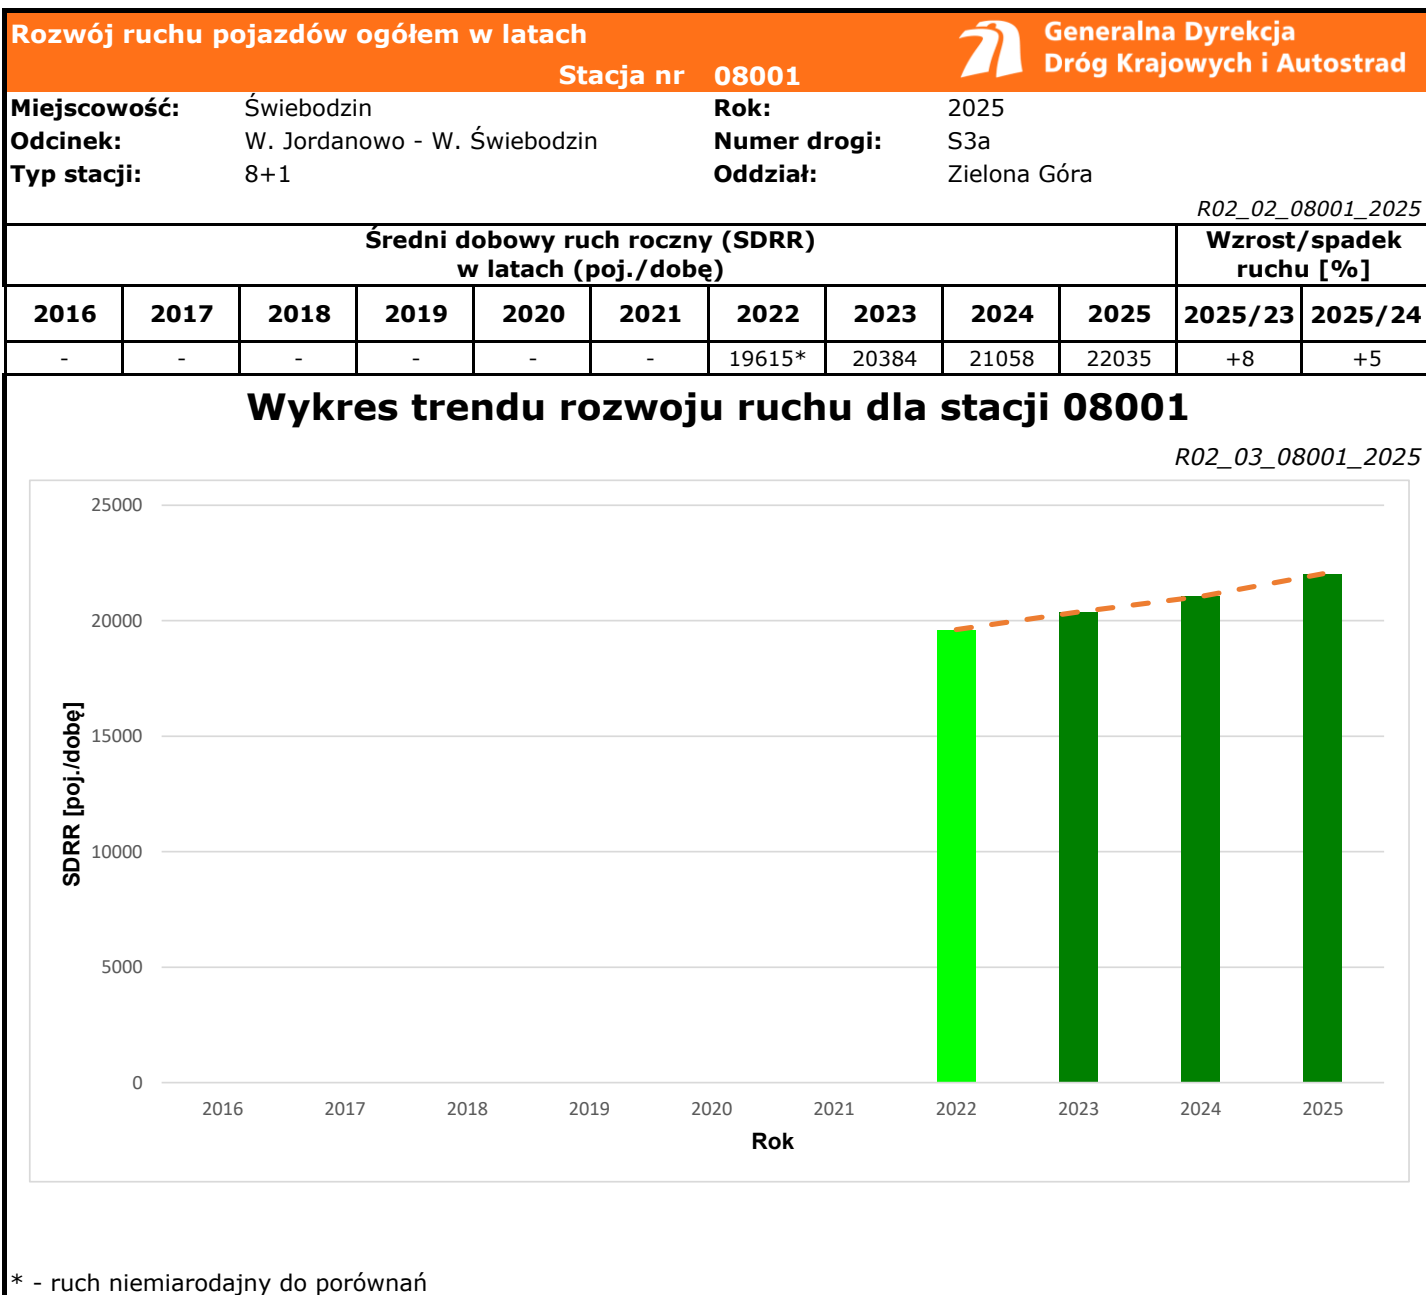 Rozwój ruchu pojazdów ogółem w latach
Generalna Dyrekcja
Dróg Krajowych i Autostrad
Stacja nr 08001
Miejscowość: Świebodzin Rok: 2025
Odcinek: W. Jordanowo - W. Świebodzin Numer drogi: S3a
Typ stacji: 8+1 Oddział: Zielona Góra
R02_02_08001_2025
Średni dobowy ruch roczny (SDRR)
w latach (poj./dobę)
Wzrost/spadek
ruchu [%]
2016 2017 2018 2019 2020 2021 2022 2023 2024 2025 2025/23 2025/24
- - - - - - 19615* 20384 21058 22035 +8 +5
Wykres trendu rozwoju ruchu dla stacji 08001
R02_03_08001_2025
25000
20000
15000
10000
5000
0
SDRR [poj./dobę]
2016 2017 2018 2019 2020 2021 2022 2023 2024 2025
Rok
* - ruch niemiarodajny do porównań